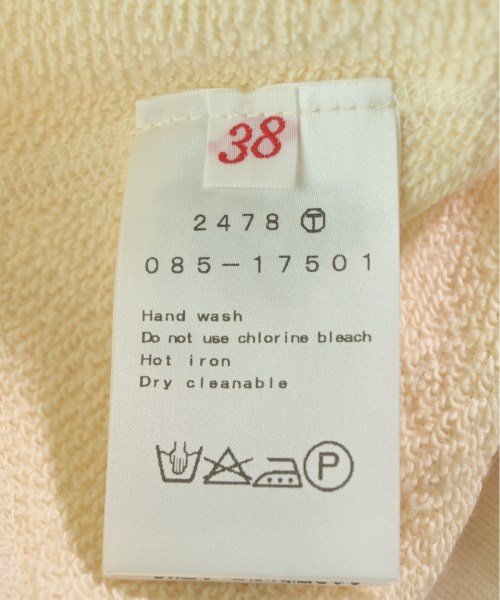 38
2478 Ⓣ
085-17501
Hand wash
Do not use chlorine bleach
Hot iron
Dry cleanable
P